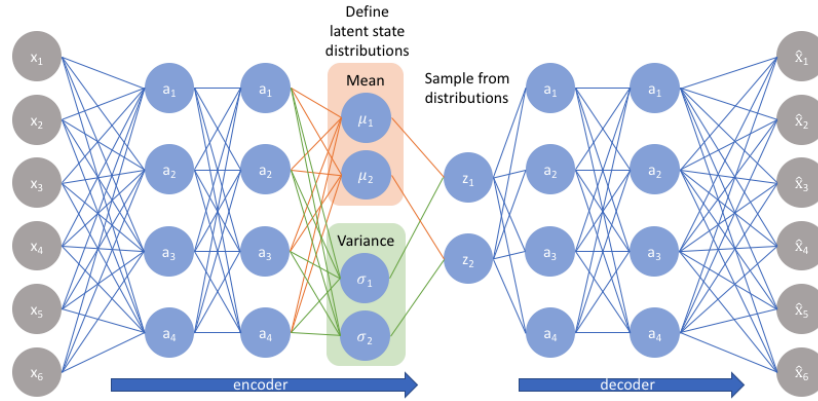 Define
latent state
distributions
Mean
Sample from
distributions
x₁
x₂
x₃
x₄
x₅
x₆
a₁
a₂
a₃
a₄
a₁
a₂
a₃
a₄
μ₁
μ₂
Variance
σ₁
σ₂
z₁
z₂
a₁
a₂
a₃
a₄
a₁
a₂
a₃
a₄
x̂₁
x̂₂
x̂₃
x̂₄
x̂₅
x̂₆
encoder
decoder